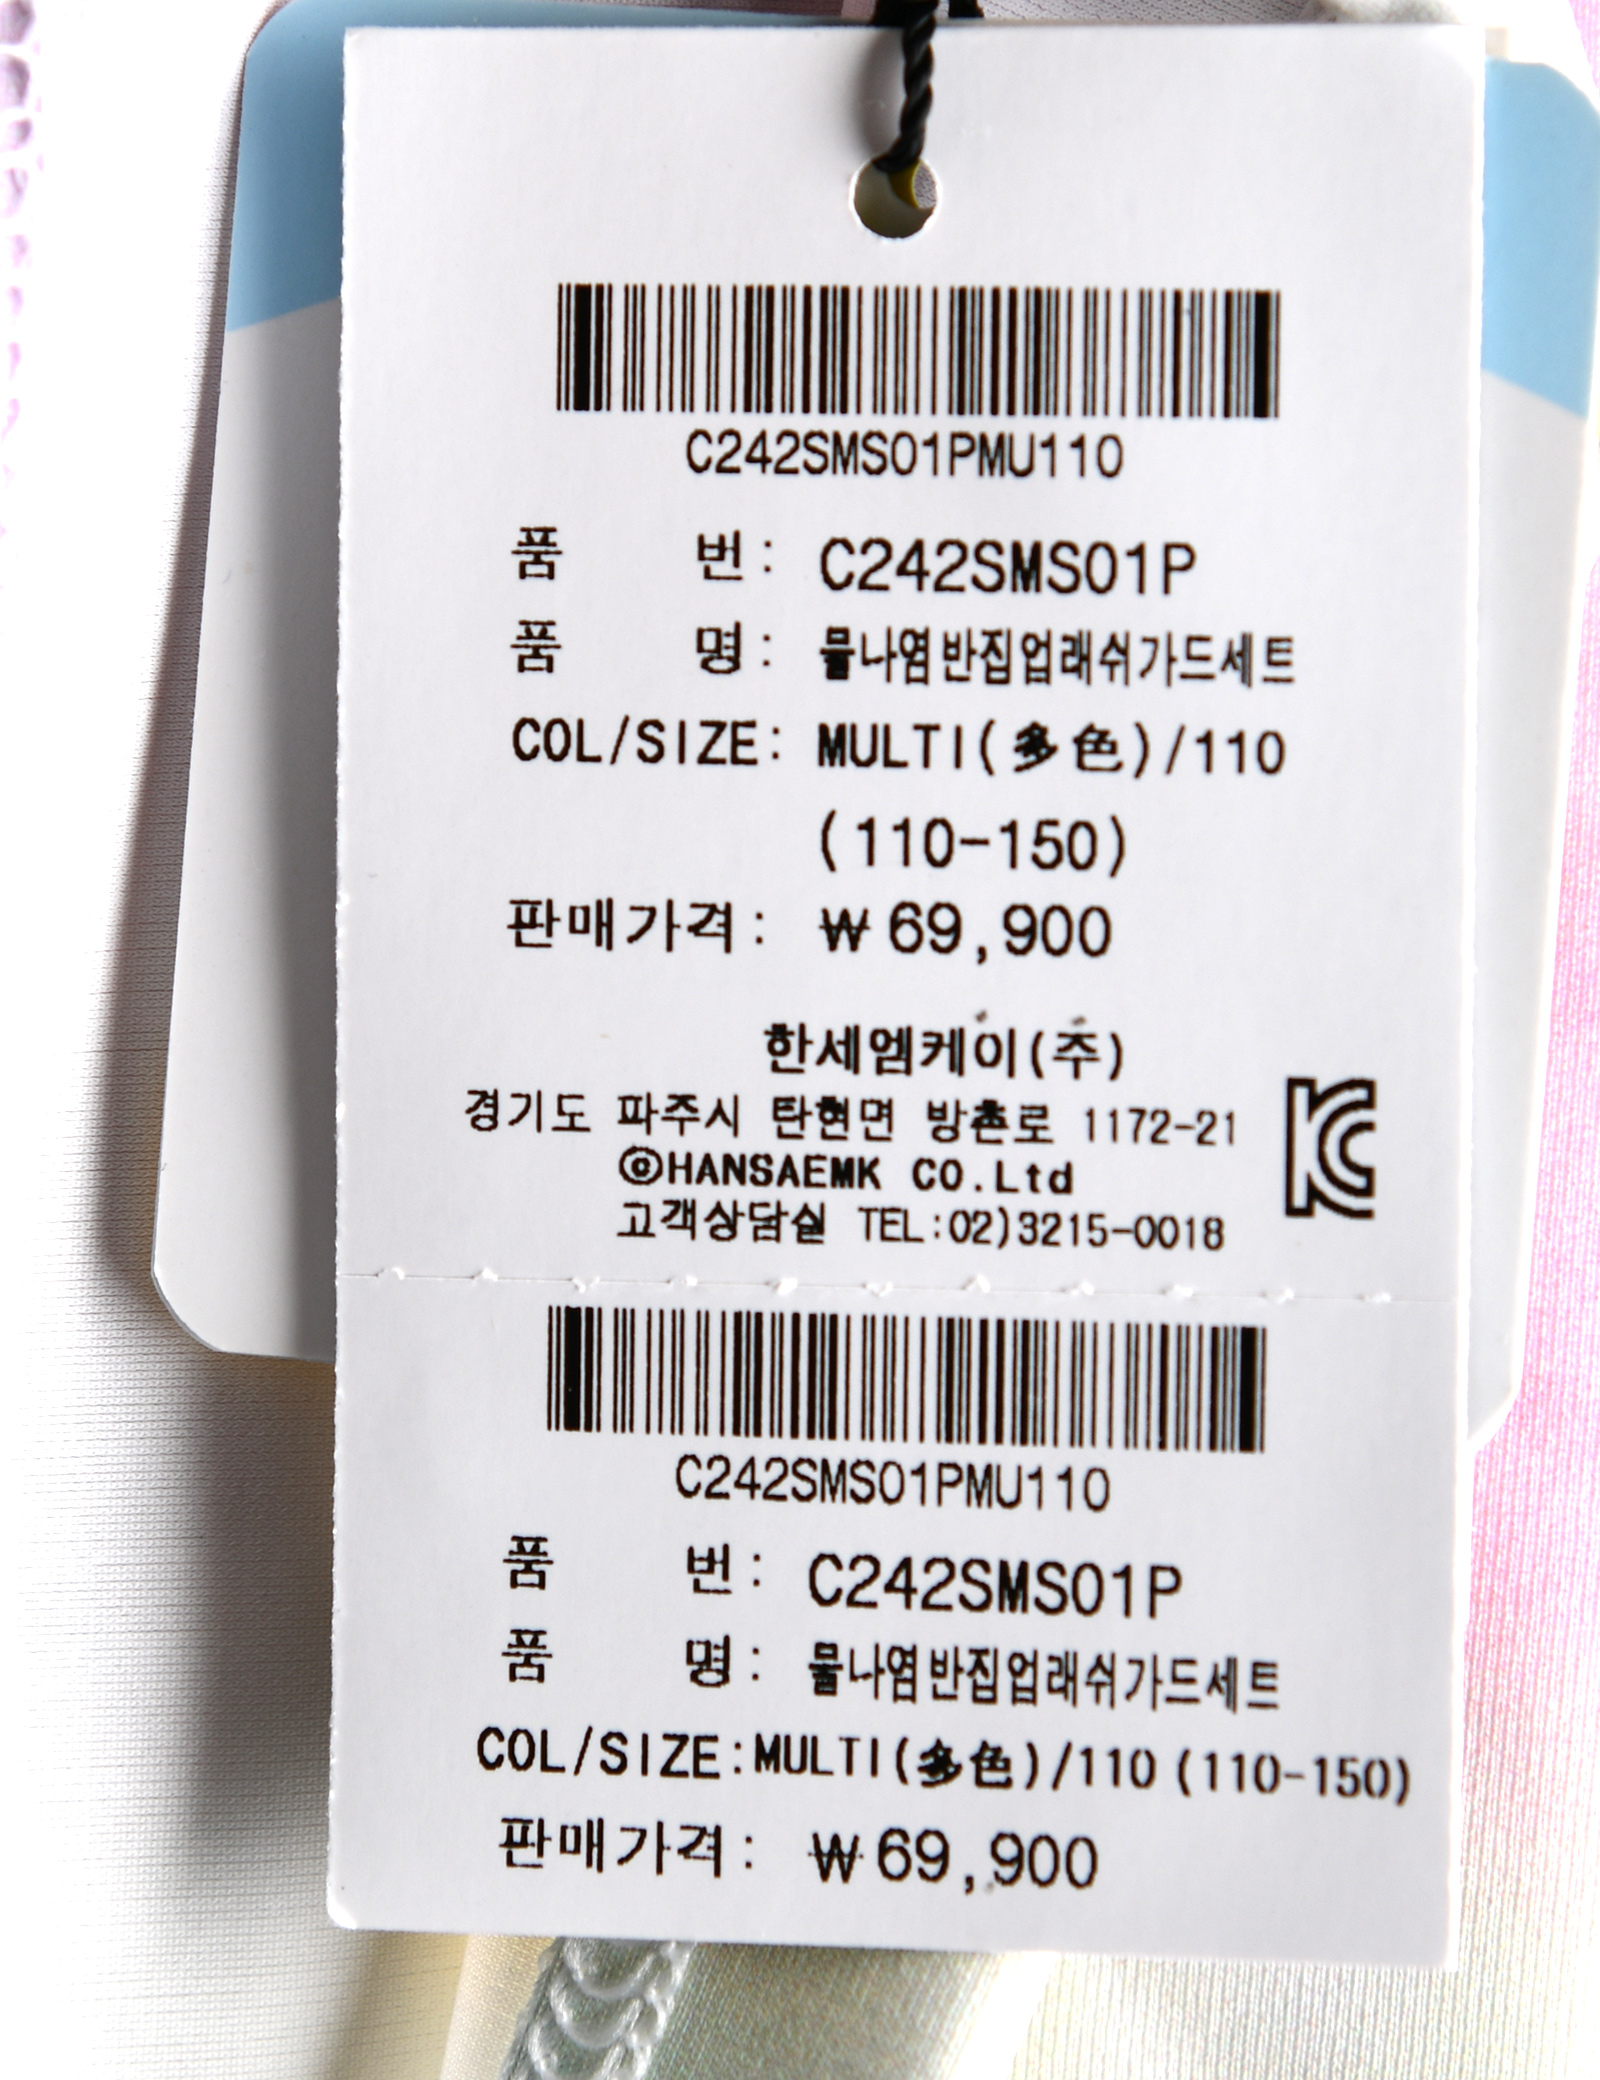 C242SMS01PMU110
품 번: C242SMS01P
품 명: 물나염반집업래쉬가드세트
COL/SIZE: MULTI(多色)/110
(110-150)
판매가격: ₩69,900
한세엠케이(주)
경기도 파주시 탄현면 방촌로 1172-21
ⓒHANSAEMK CO.Ltd
고객상담실 TEL:02)3215-0018
C242SMS01PMU110
품 번: C242SMS01P
품 명: 물나염반집업래쉬가드세트
COL/SIZE:MULTI(多色)/110 (110-150)
판매가격: ₩69,900